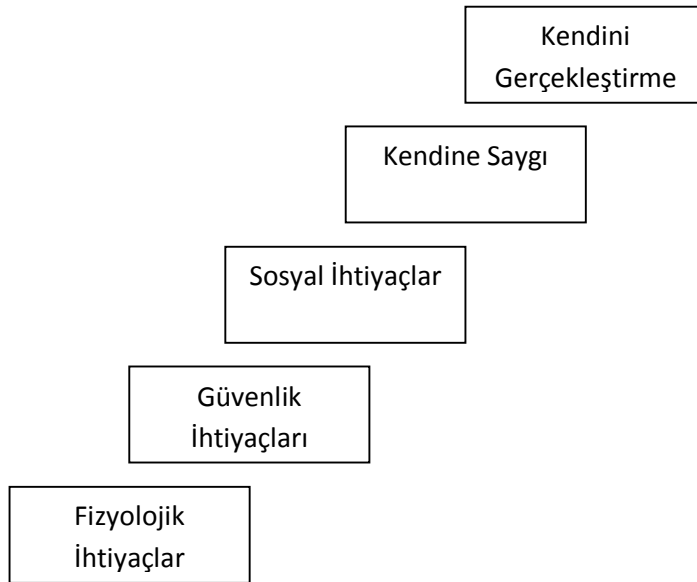 Kendini
Gerçekleştirme
Kendine Saygı
Sosyal İhtiyaçlar
Güvenlik
İhtiyaçları
Fizyolojik
İhtiyaçlar